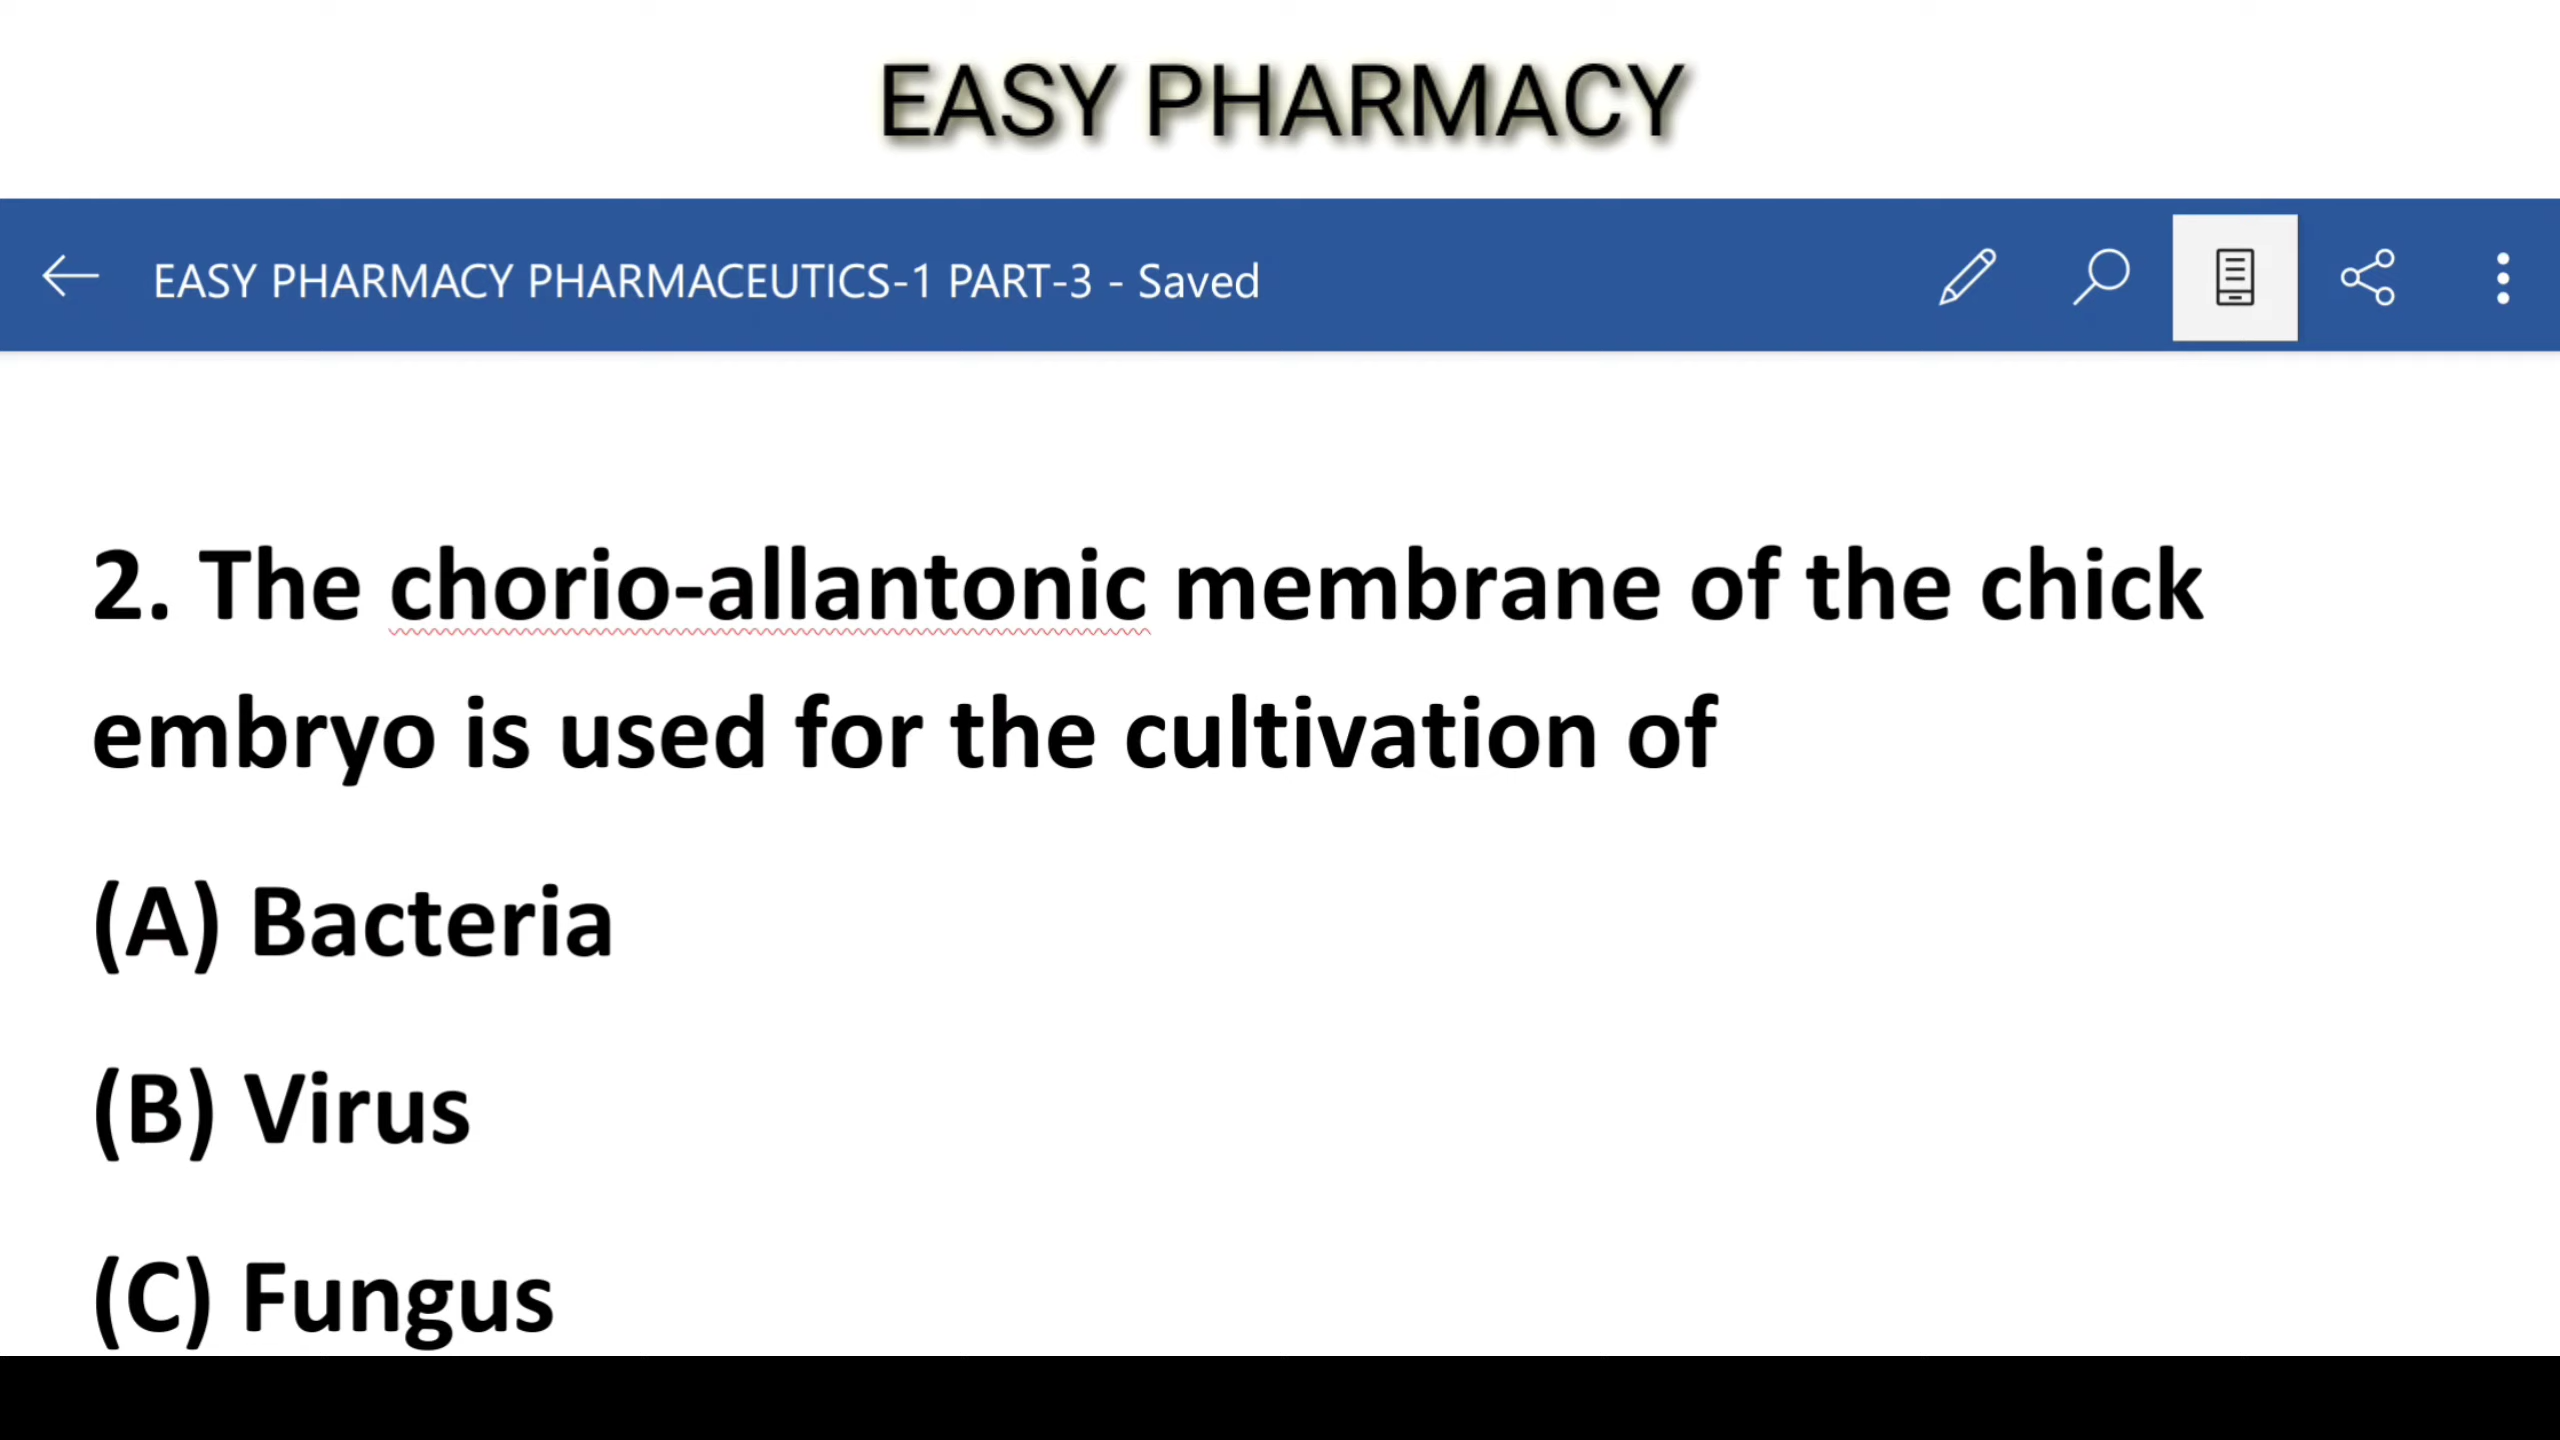 EASY PHARMACY
EASY PHARMACY PHARMACEUTICS-1 PART-3 - Saved
2. The chorio-allantonic membrane of the chick
embryo is used for the cultivation of
(A) Bacteria
(B) Virus
(C) Fungus